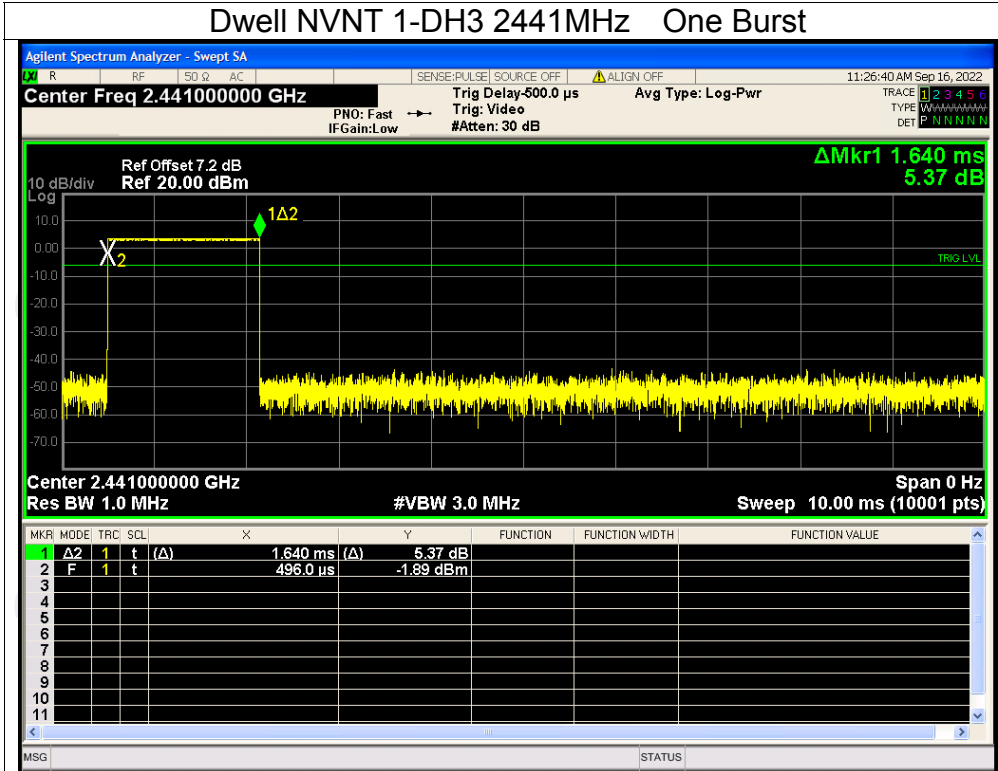 Dwell NVNT 1-DH3 2441MHz One Burst
Agilent Spectrum Analyzer - Swept SA
LXI R RF 50 Ω AC SENSE:PULSE SOURCE OFF ALIGN OFF 11:26:40 AM Sep 16, 2022
Center Freq 2.441000000 GHz Trig Delay-500.0 µs Avg Type: Log-Pwr TRACE 1 2 3 4 5 6
PNO: Fast Trig: Video TYPE WWWWWW
IFGain:Low #Atten: 30 dB DET P N N N N N
ΔMkr1 1.640 ms
5.37 dB
Ref Offset 7.2 dB
10 dB/div Ref 20.00 dBm
Log
10.0
1Δ2
0.00
2
TRIG LVL
-10.0
-20.0
-30.0
-40.0
-50.0
-60.0
-70.0
Center 2.441000000 GHz Span 0 Hz
Res BW 1.0 MHz #VBW 3.0 MHz Sweep 10.00 ms (10001 pts)
MKR MODE TRC SCL X Y FUNCTION FUNCTION WIDTH FUNCTION VALUE
1 Δ2 1 t (Δ) 1.640 ms (Δ) 5.37 dB
2 F 1 t 496.0 µs -1.89 dBm
3
4
5
6
7
8
9
10
11
MSG STATUS